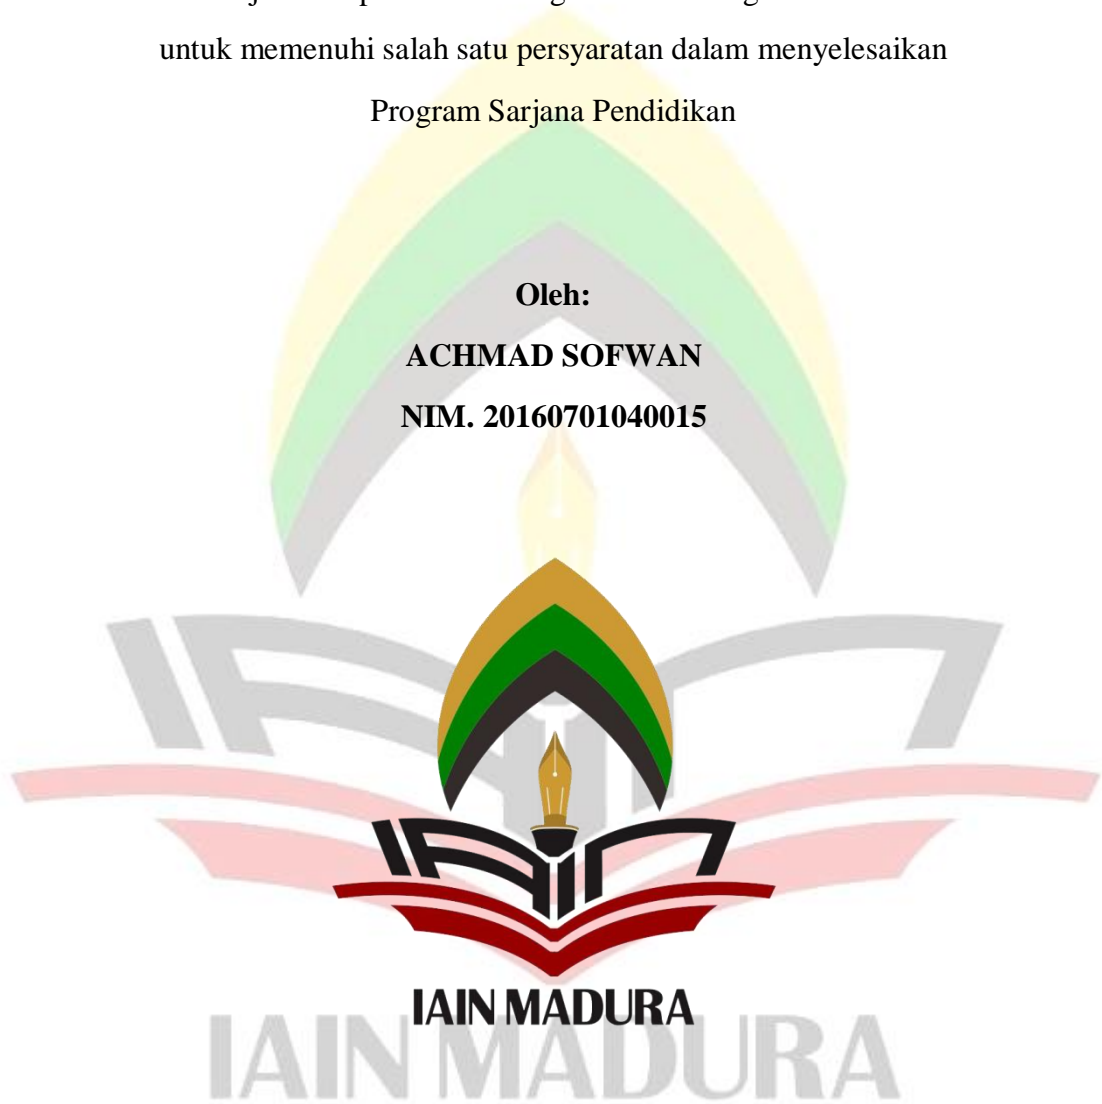 untuk memenuhi salah satu persyaratan dalam menyelesaikan
Program Sarjana Pendidikan
Oleh:
ACHMAD SOFWAN
NIM. 20160701040015
IAIN
IAIN MADURA
IAIN MADURA